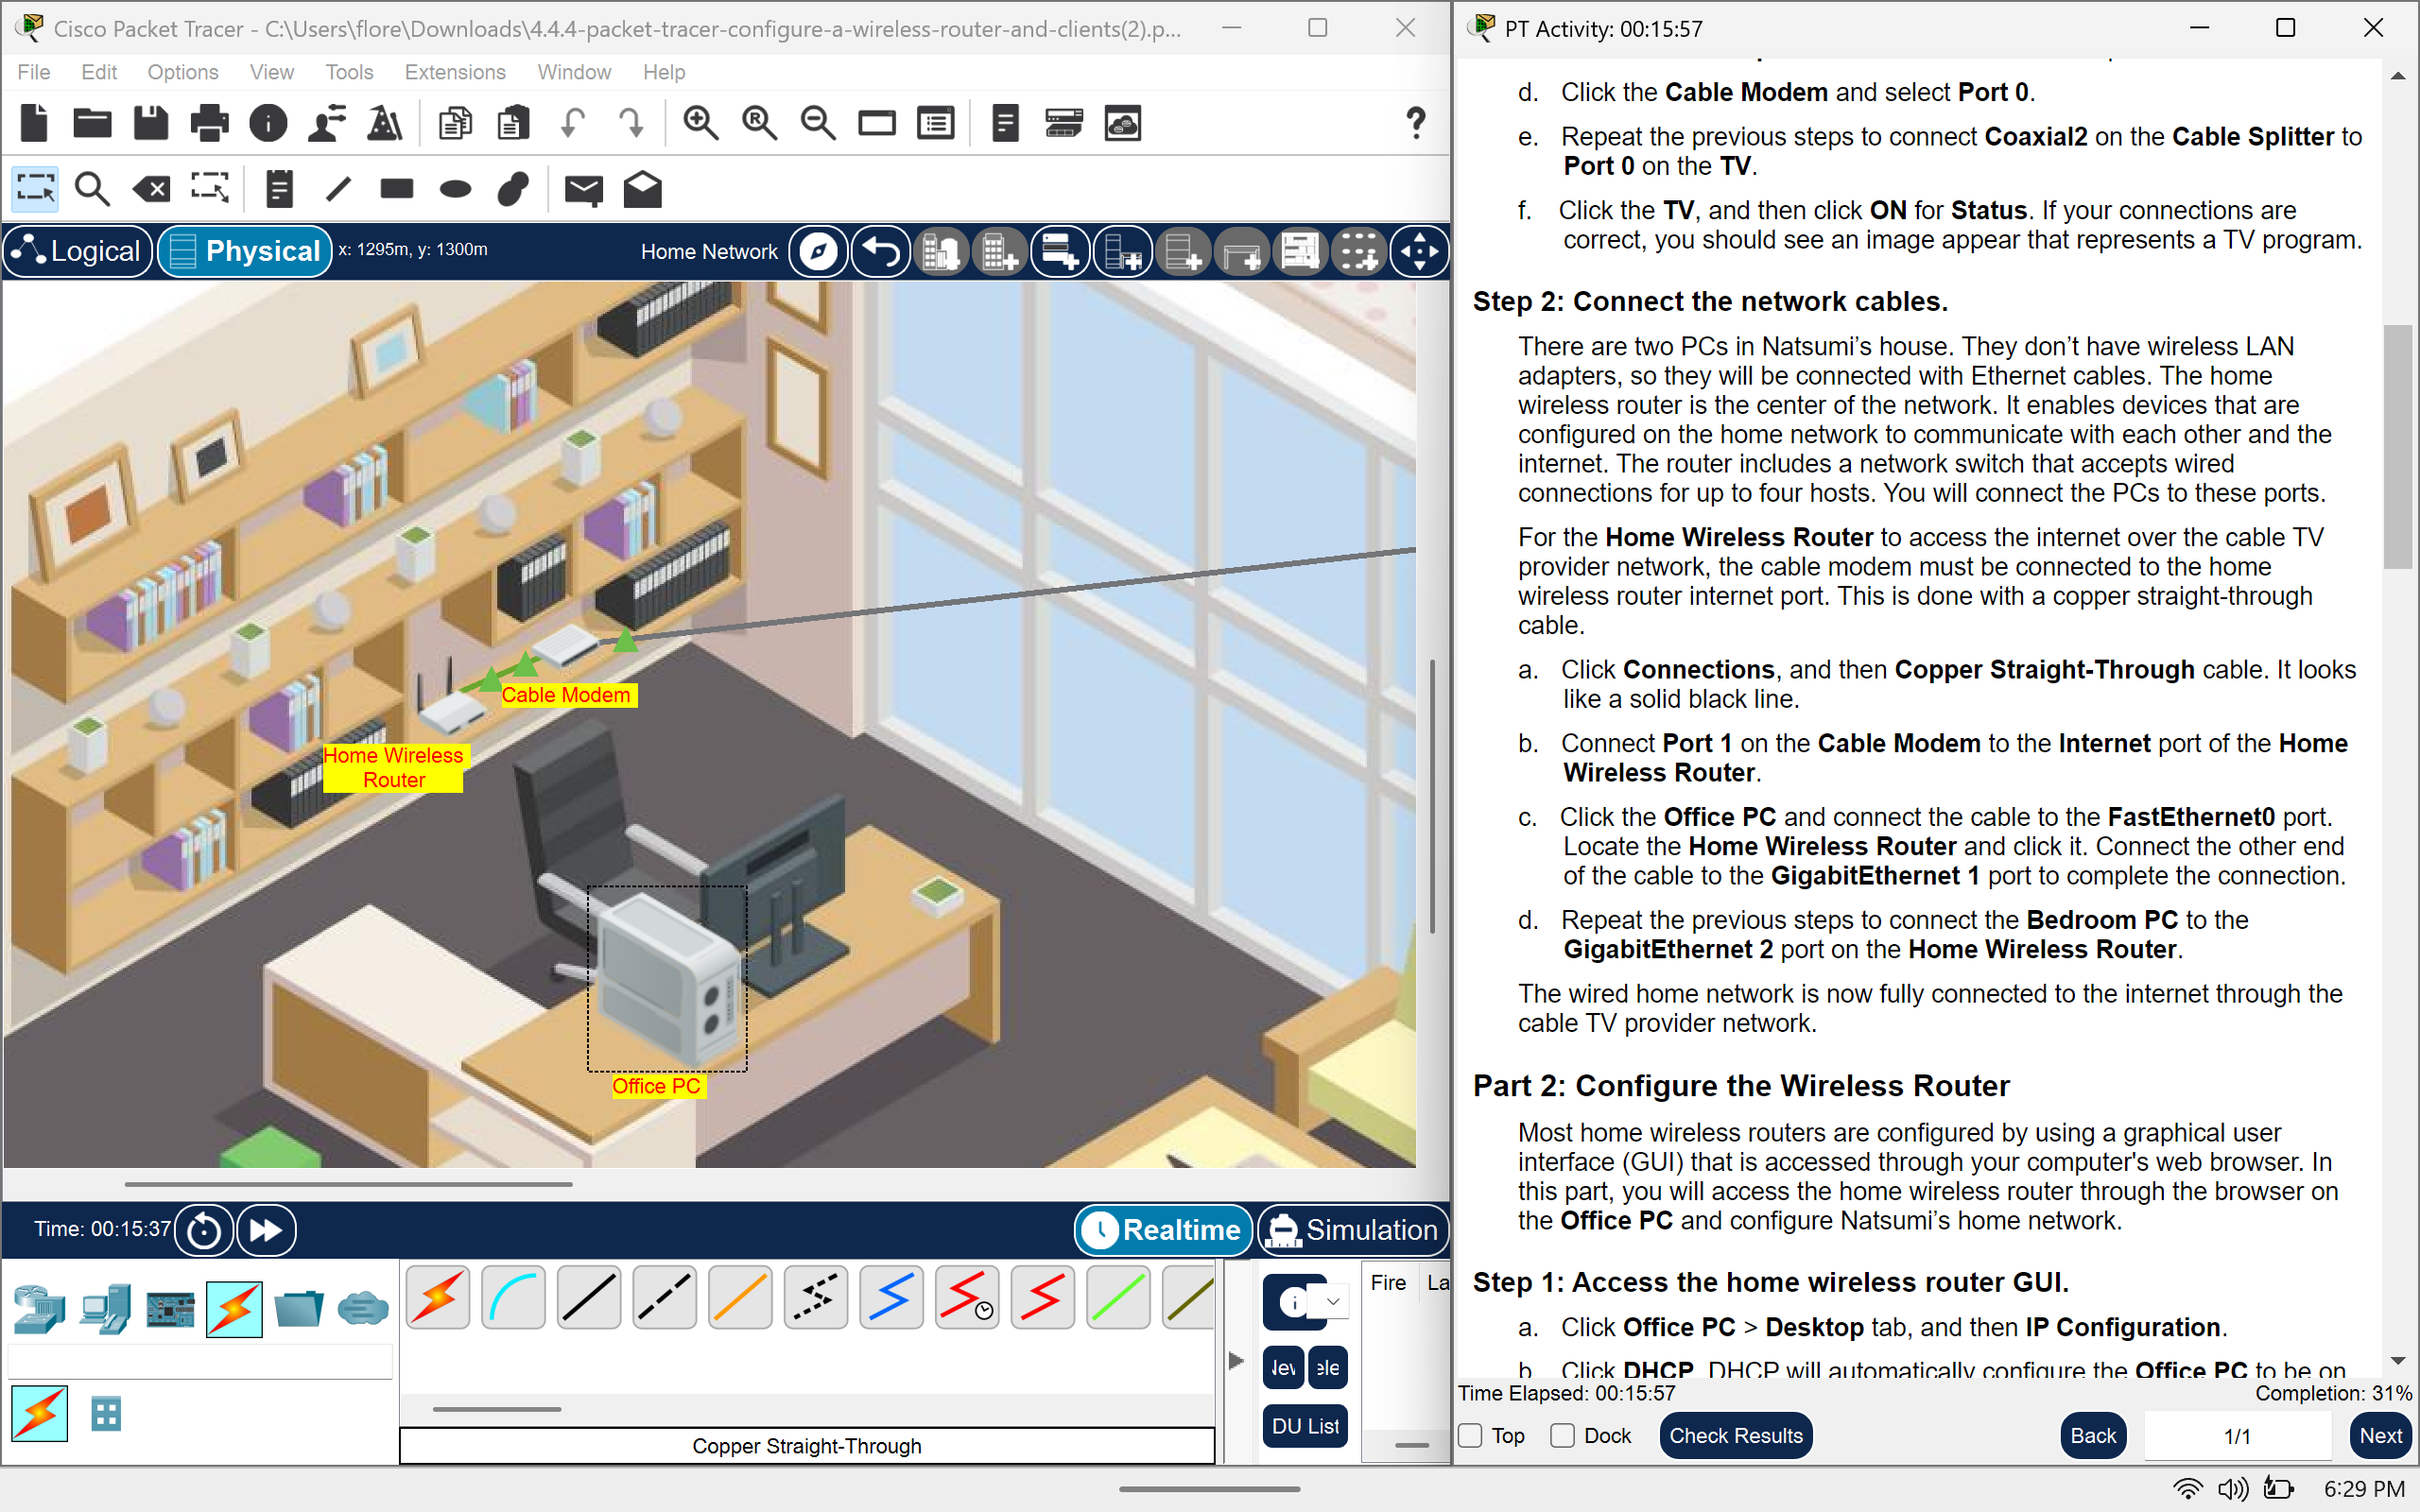 Cisco Packet Tracer - C:\Users\flore\Downloads\4.4.4-packet-tracer-configure-a-wireless-router-and-clients(2).p...
File Edit Options View Tools Extensions Window Help
Logical Physical x: 1295m, y: 1300m Home Network
Cable Modem
Home Wireless
Router
Office PC
Time: 00:15:37 Realtime Simulation
Fire La
DU List
Copper Straight-Through
PT Activity: 00:15:57
d. Click the Cable Modem and select Port 0.
e. Repeat the previous steps to connect Coaxial2 on the Cable Splitter to
Port 0 on the TV.
f. Click the TV, and then click ON for Status. If your connections are
correct, you should see an image appear that represents a TV program.
Step 2: Connect the network cables.
There are two PCs in Natsumi’s house. They don’t have wireless LAN
adapters, so they will be connected with Ethernet cables. The home
wireless router is the center of the network. It enables devices that are
configured on the home network to communicate with each other and the
internet. The router includes a network switch that accepts wired
connections for up to four hosts. You will connect the PCs to these ports.
For the Home Wireless Router to access the internet over the cable TV
provider network, the cable modem must be connected to the home
wireless router internet port. This is done with a copper straight-through
cable.
a. Click Connections, and then Copper Straight-Through cable. It looks
like a solid black line.
b. Connect Port 1 on the Cable Modem to the Internet port of the Home
Wireless Router.
c. Click the Office PC and connect the cable to the FastEthernet0 port.
Locate the Home Wireless Router and click it. Connect the other end
of the cable to the GigabitEthernet 1 port to complete the connection.
d. Repeat the previous steps to connect the Bedroom PC to the
GigabitEthernet 2 port on the Home Wireless Router.
The wired home network is now fully connected to the internet through the
cable TV provider network.
Part 2: Configure the Wireless Router
Most home wireless routers are configured by using a graphical user
interface (GUI) that is accessed through your computer's web browser. In
this part, you will access the home wireless router through the browser on
the Office PC and configure Natsumi’s home network.
Step 1: Access the home wireless router GUI.
a. Click Office PC > Desktop tab, and then IP Configuration.
b Click DHCP. DHCP will automatically configure the Office PC to be on
Time Elapsed: 00:15:57 Completion: 31%
Top Dock Check Results Back 1/1 Next
6:29 PM